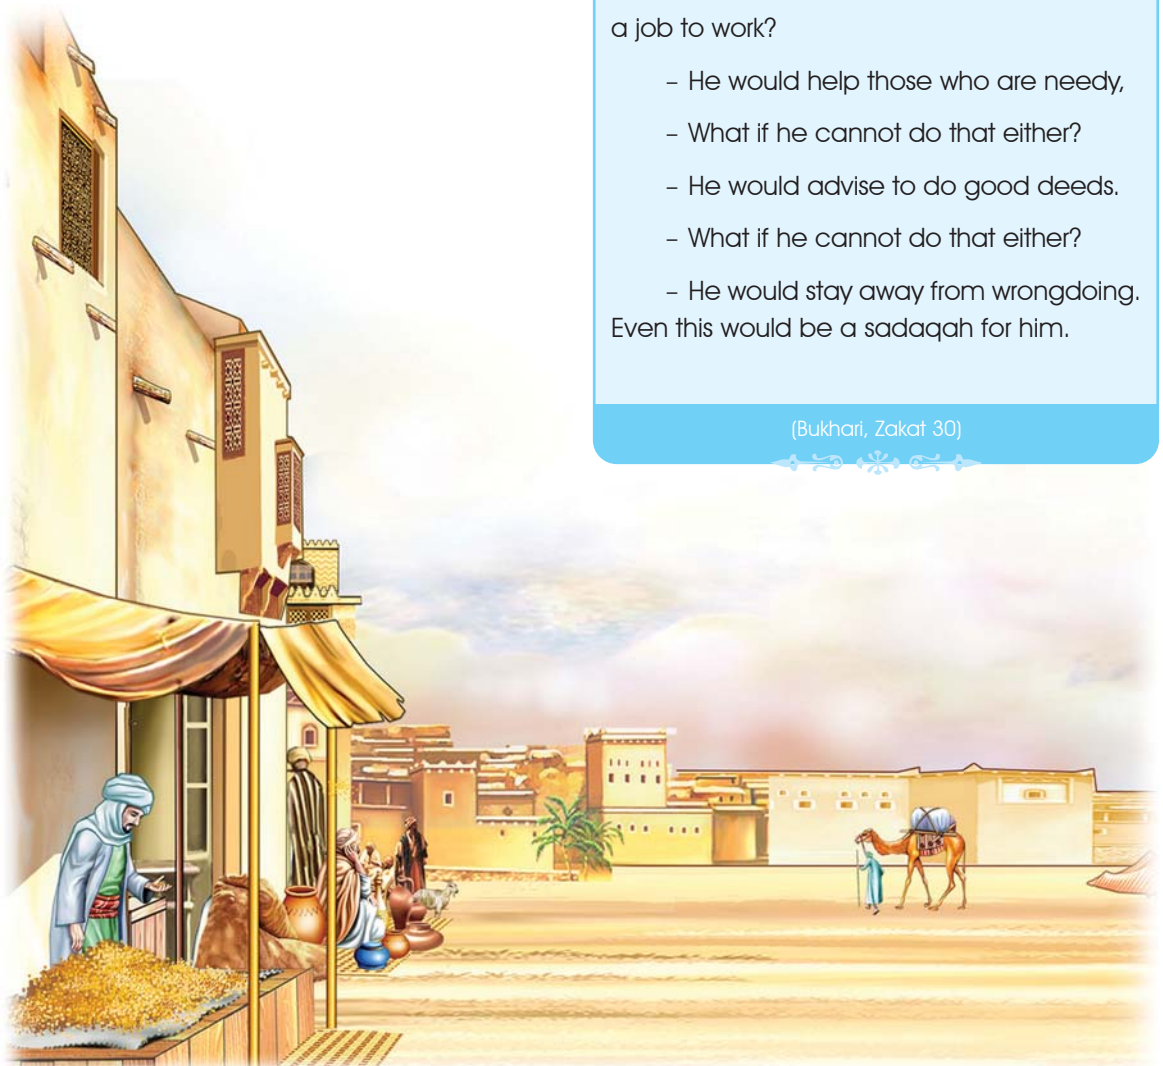 a job to work?
– He would help those who are needy,
– What if he cannot do that either?
– He would advise to do good deeds.
– What if he cannot do that either?
– He would stay away from wrongdoing.
Even this would be a sadaqah for him.
(Bukhari, Zakat 30)